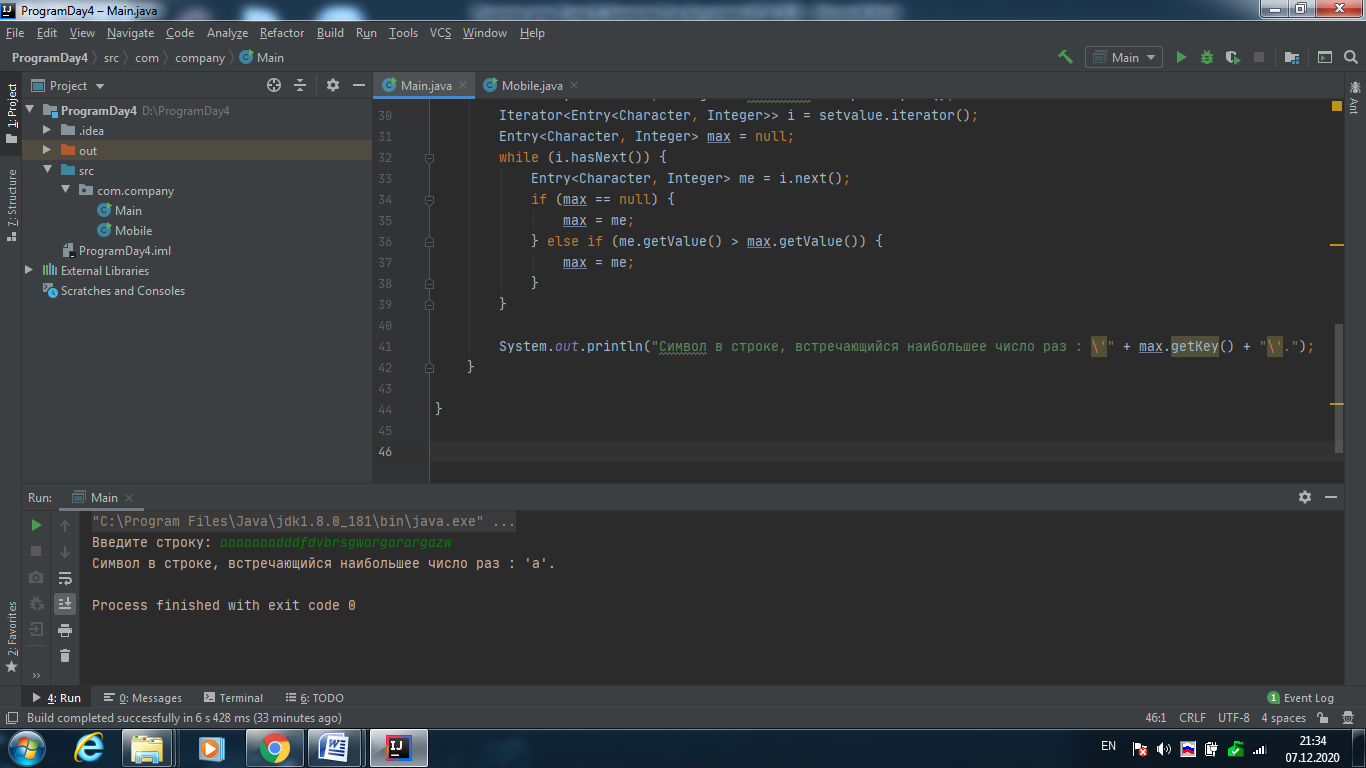 ProgramDay4 – Main.java
File Edit View Navigate Code Analyze Refactor Build Run Tools VCS Window Help
ProgramDay4 src com company Main
Main
1: Project
7: Structure
2: Favorites
Project
ProgramDay4 D:\ProgramDay4
.idea
out
src
com.company
Main
Mobile
ProgramDay4.iml
External Libraries
Scratches and Consoles
Main.java Mobile.java
30 Iterator<Entry<Character, Integer>> i = setvalue.iterator();
31 Entry<Character, Integer> max = null;
32 while (i.hasNext()) {
33 Entry<Character, Integer> me = i.next();
34 if (max == null) {
35 max = me;
36 } else if (me.getValue() > max.getValue()) {
37 max = me;
38 }
39 }
40
41 System.out.println("Символ в строке, встречающийся наибольшее число раз : \'" + max.getKey() + "\'.");
42 }
43
44 }
45
46
Ant
Run: Main
"C:\Program Files\Java\jdk1.8.0_181\bin\java.exe" ...
Введите строку: aaaaaaadddfdvbrsgwargarargazw
Символ в строке, встречающийся наибольшее число раз : 'a'.
Process finished with exit code 0
4: Run 0: Messages Terminal 6: TODO 1 Event Log
Build completed successfully in 6 s 428 ms (33 minutes ago) 46:1 CRLF UTF-8 4 spaces
EN
21:34
07.12.2020